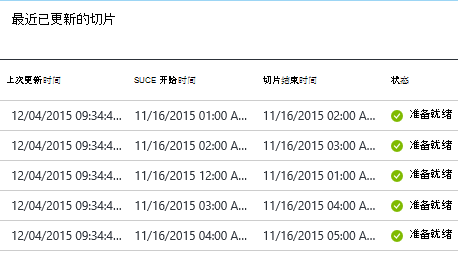 最近已更新的切片
上次更新时间 SUCE 开始时间 切片结束时间 状态
12/04/2015 09:34:4... 11/16/2015 01:00 A... 11/16/2015 02:00 A... 准备就绪
12/04/2015 09:34:4... 11/16/2015 02:00 A... 11/16/2015 03:00 A... 准备就绪
12/04/2015 09:34:4... 11/16/2015 12:00 A... 11/16/2015 01:00 A... 准备就绪
12/04/2015 09:34:4... 11/16/2015 03:00 A... 11/16/2015 04:00 A... 准备就绪
12/04/2015 09:34:4... 11/16/2015 04:00 A... 11/16/2015 05:00 A... 准备就绪